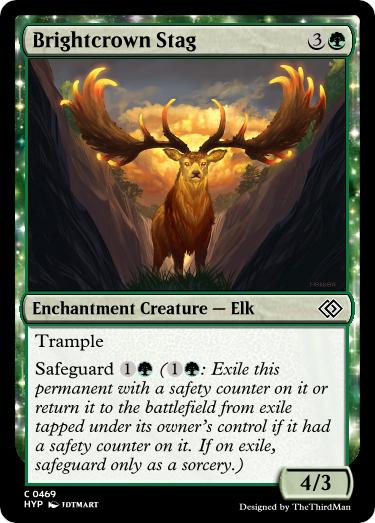 Brightcrown Stag 3
Enchantment Creature — Elk
Trample
Safeguard 1 (1 : Exile this
permanent with a safety counter on it or
return it to the battlefield from exile
tapped under its owner's control if it had
a safety counter on it. If on exile,
safeguard only as a sorcery.)
4/3
C 0469
HYP JDTMART
Designed by TheThirdMan